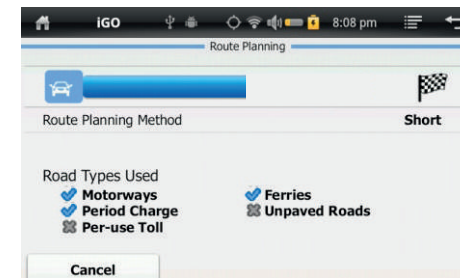 iGO 8:08 pm
Route Planning
Route Planning Method Short
Road Types Used
Motorways Ferries
Period Charge Unpaved Roads
Per-use Toll
Cancel